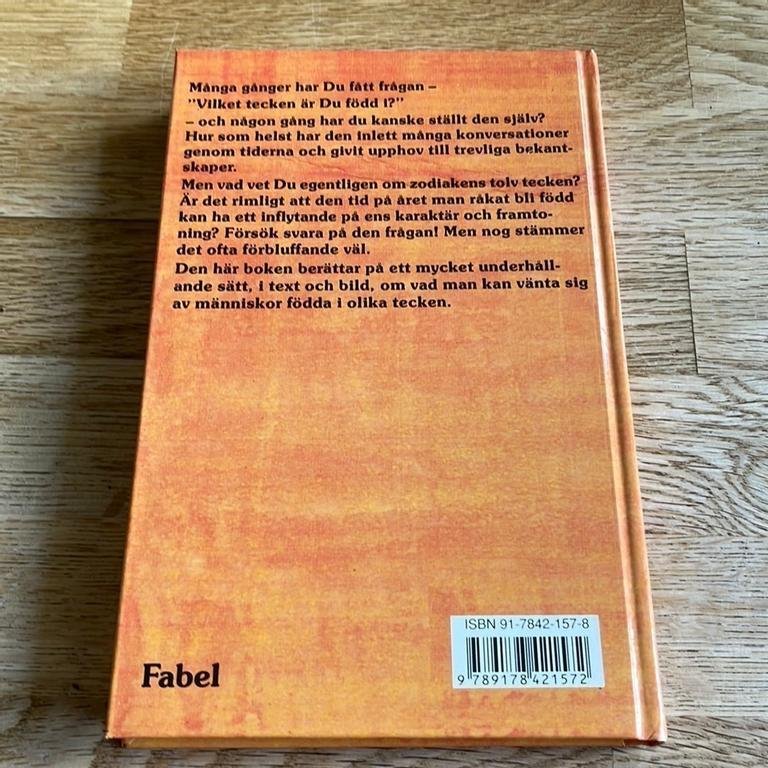 Många gånger har Du fått frågan –
"Vilket tecken är Du född i?"
– och någon gång har du kanske ställt den själv?
Hur som helst har den inlett många konversationer
genom tiderna och givit upphov till trevliga bekant-
skaper.
Men vad vet Du egentligen om zodiakens tolv tecken?
Är det rimligt att den tid på året man råkat bli född
kan ha ett inflytande på ens karaktär och framto-
ning? Försök svara på den frågan! Men nog stämmer
det ofta förbluffande väl.
Den här boken berättar på ett mycket underhåll-
ande sätt, i text och bild, om vad man kan vänta sig
av människor födda i olika tecken.
ISBN 91-7842-157-8
9 789178 421572
Fabel